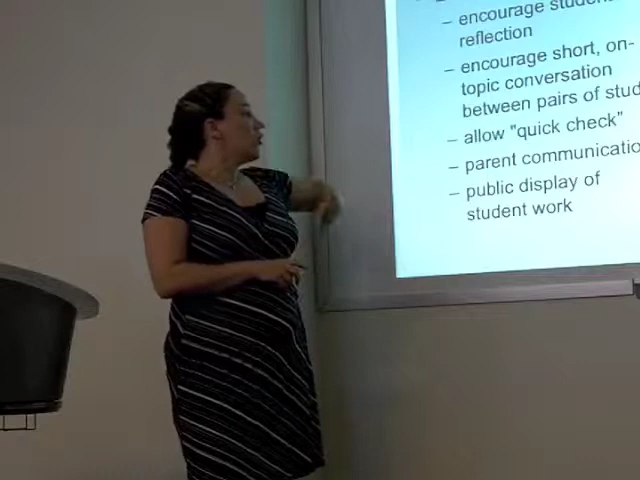 – encouraging student
reflection
– encourage short, on-
topic conversation
between pairs of stud
– allow "quick check"
– parent communicatio
– public display of
student work